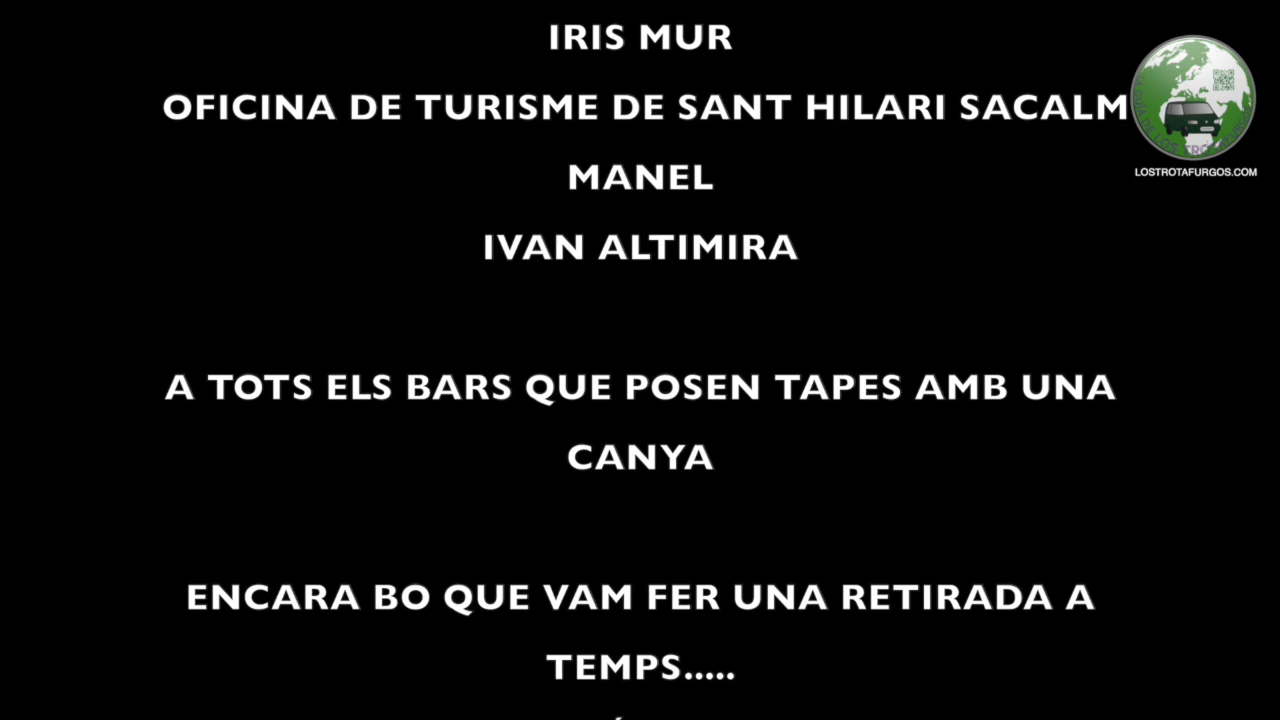 IRIS MUR
OFICINA DE TURISME DE SANT HILARI SACALM
MANEL
IVAN ALTIMIRA
A TOTS ELS BARS QUE POSEN TAPES AMB UNA
CANYA
ENCARA BO QUE VAM FER UNA RETIRADA A
TEMPS.....
LOSTROTAFURGOS.COM